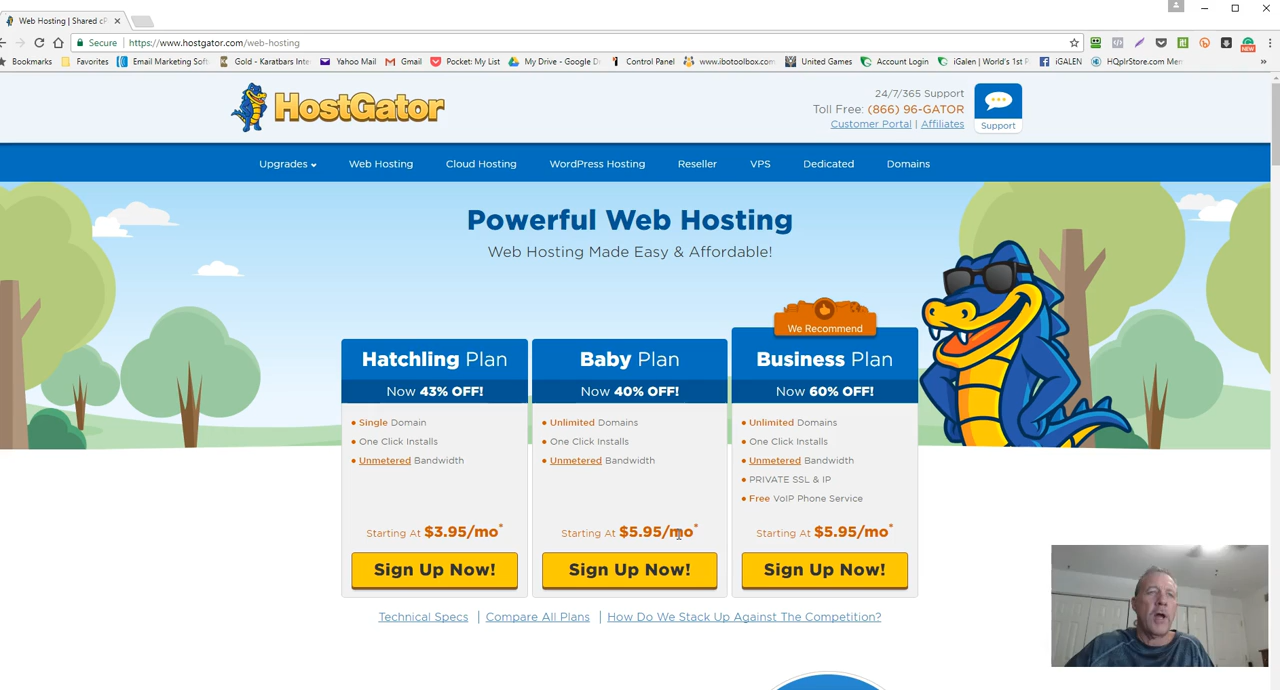 Web Hosting | Shared cP
Secure
https://www.hostgator.com/web-hosting
Bookmarks
Favorites
Email Marketing Soft
Gold - Karatbars Inte
Yahoo Mail
Gmail
Pocket: My List
My Drive - Google D
Control Panel
www.ibotoolbox.com
United Games
Account Login
iGalen | World's 1st P
iGALEN
HQplrStore.com Mem
NEW
HostGator
24/7/365 Support
Toll Free: (866) 96-GATOR
Customer Portal | Affiliates
Support
Upgrades
Web Hosting
Cloud Hosting
WordPress Hosting
Reseller
VPS
Dedicated
Domains
Powerful Web Hosting
Web Hosting Made Easy & Affordable!
Hatchling Plan
Now 43% OFF!
• Single Domain
• One Click Installs
• Unmetered Bandwidth
Starting At $3.95/mo*
Sign Up Now!
Baby Plan
Now 40% OFF!
• Unlimited Domains
• One Click Installs
• Unmetered Bandwidth
Starting At $5.95/mo*
Sign Up Now!
We Recommend
Business Plan
Now 60% OFF!
• Unlimited Domains
• One Click Installs
• Unmetered Bandwidth
• PRIVATE SSL & IP
• Free VoIP Phone Service
Starting At $5.95/mo*
Sign Up Now!
Technical Specs | Compare All Plans | How Do We Stack Up Against The Competition?